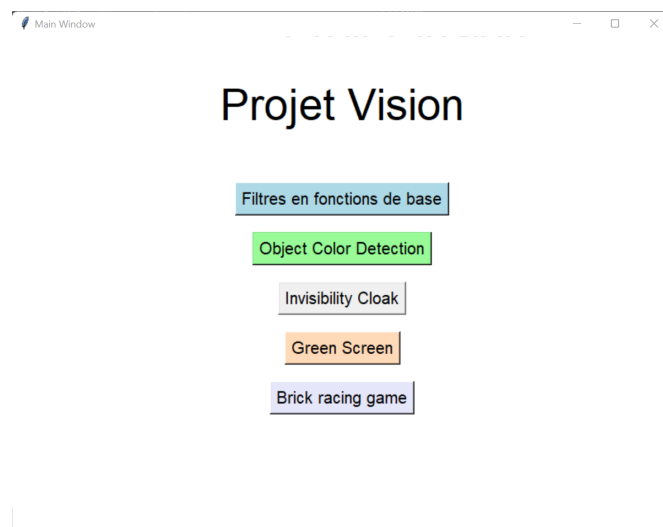 Main Window
Projet Vision
Filtres en fonctions de base
Object Color Detection
Invisibility Cloak
Green Screen
Brick racing game